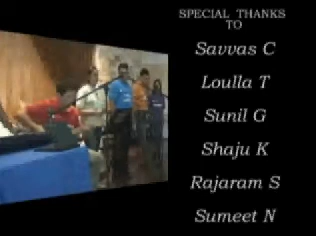 SPECIAL THANKS
TO
Savvas C
Loulla T
Sunil G
Shaju K
Rajaram S
Sumeet N